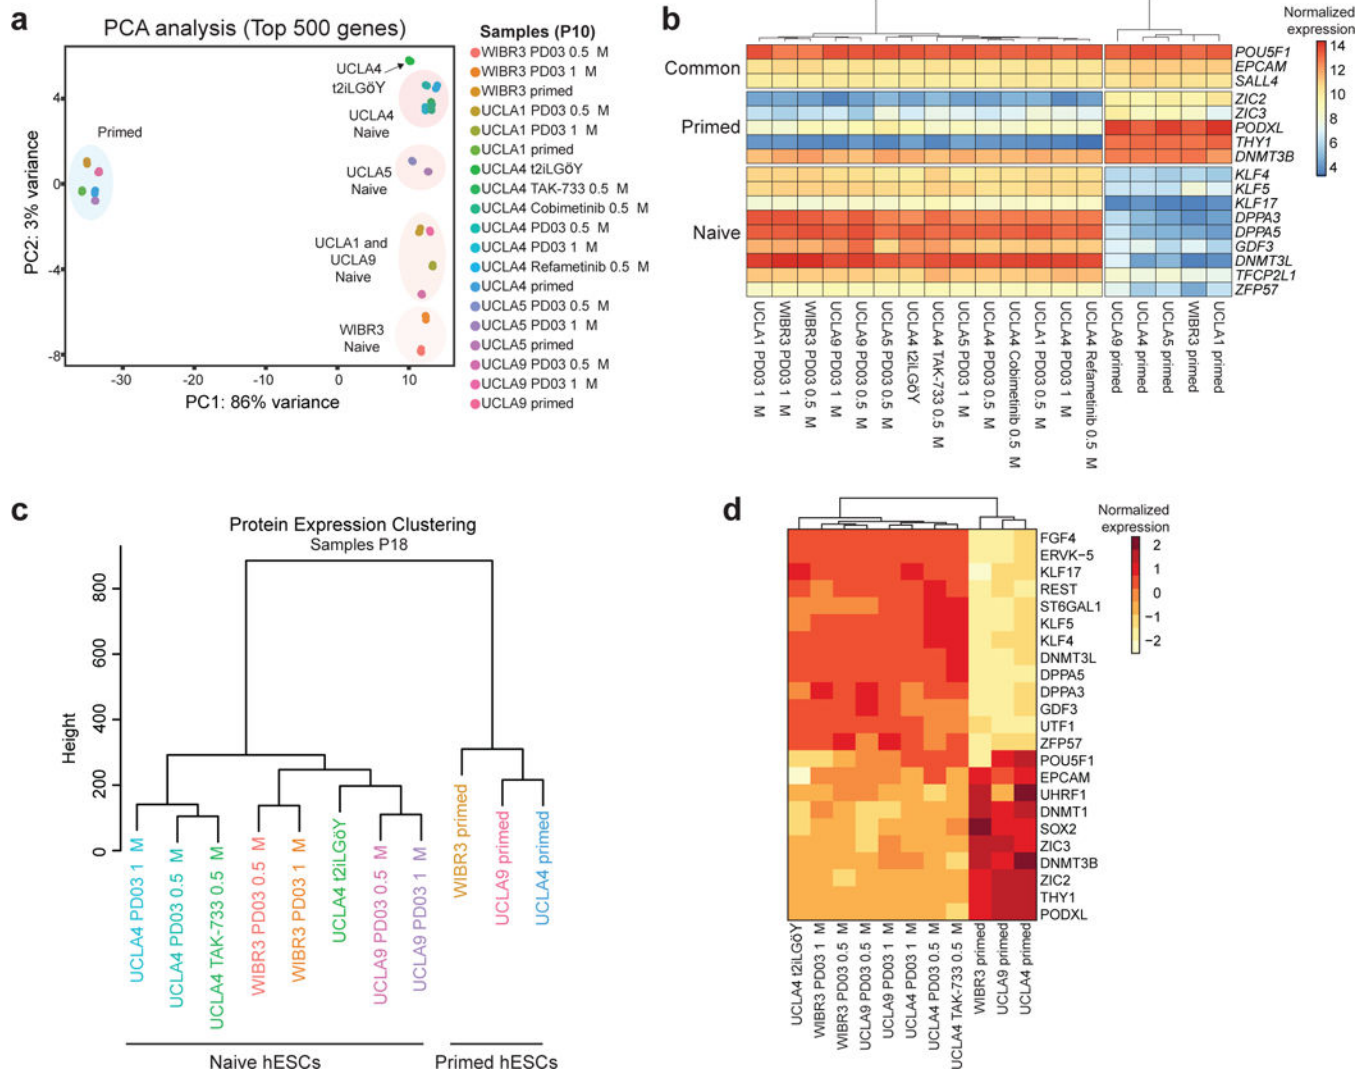 a
PCA analysis (Top 500 genes)
PC2: 3% variance
4
0
-4
-8
-30
-20
-10
0
10
PC1: 86% variance
Primed
UCLA4
t2iLGöY
UCLA4
Naive
UCLA5
Naive
UCLA1 and
UCLA9
Naive
WIBR3
Naive
Samples (P10)
WIBR3 PD03 0.5 M
WIBR3 PD03 1 M
WIBR3 primed
UCLA1 PD03 0.5 M
UCLA1 PD03 1 M
UCLA1 primed
UCLA4 t2iLGöY
UCLA4 TAK-733 0.5 M
UCLA4 Cobimetinib 0.5 M
UCLA4 PD03 0.5 M
UCLA4 PD03 1 M
UCLA4 Refametinib 0.5 M
UCLA4 primed
UCLA5 PD03 0.5 M
UCLA5 PD03 1 M
UCLA5 primed
UCLA9 PD03 0.5 M
UCLA9 PD03 1 M
UCLA9 primed
b
Common
Primed
Naive
POU5F1
EPCAM
SALL4
ZIC2
ZIC3
PODXL
THY1
DNMT3B
KLF4
KLF5
KLF17
DPPA3
DPPA5
GDF3
DNMT3L
TFCP2L1
ZFP57
Normalized
expression
14
12
10
8
6
4
UCLA1 PD03 1 M
WIBR3 PD03 1 M
WIBR3 PD03 0.5 M
UCLA9 PD03 1 M
UCLA9 PD03 0.5 M
UCLA5 PD03 0.5 M
UCLA4 t2iLGöY
UCLA4 TAK-733 0.5 M
UCLA5 PD03 1 M
UCLA4 PD03 0.5 M
UCLA4 Cobimetinib 0.5 M
UCLA1 PD03 0.5 M
UCLA4 PD03 1 M
UCLA4 Refametinib 0.5 M
UCLA9 primed
UCLA4 primed
UCLA5 primed
WIBR3 primed
UCLA1 primed
c
Protein Expression Clustering
Samples P18
Height
800
600
400
200
0
UCLA4 PD03 1 M
UCLA4 PD03 0.5 M
UCLA4 TAK-733 0.5 M
WIBR3 PD03 0.5 M
WIBR3 PD03 1 M
UCLA4 t2iLGöY
UCLA9 PD03 0.5 M
UCLA9 PD03 1 M
WIBR3 primed
UCLA9 primed
UCLA4 primed
Naive hESCs
Primed hESCs
d
Normalized
expression
2
1
0
−1
−2
FGF4
ERVK-5
KLF17
REST
ST6GAL1
KLF5
KLF4
DNMT3L
DPPA5
DPPA3
GDF3
UTF1
ZFP57
POU5F1
EPCAM
UHRF1
DNMT1
SOX2
ZIC3
DNMT3B
ZIC2
THY1
PODXL
UCLA4 t2iLGöY
WIBR3 PD03 1 M
WIBR3 PD03 0.5 M
UCLA9 PD03 0.5 M
UCLA9 PD03 1 M
UCLA4 PD03 1 M
UCLA4 PD03 0.5 M
UCLA4 TAK-733 0.5 M
WIBR3 primed
UCLA9 primed
UCLA4 primed